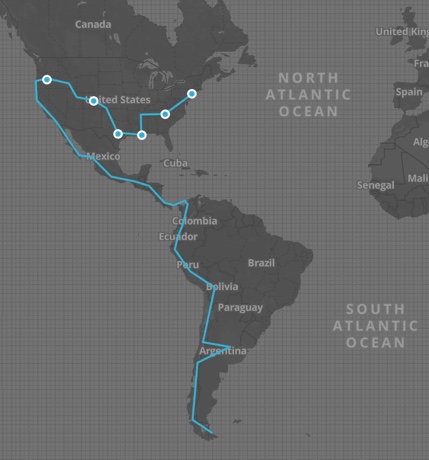 Canada
United King
NORTH
ATLANTIC
OCEAN
Fra
United States
Spain
Alg
Mexico
Cuba
Mali
Senegal
Colombia
Ecuador
Peru
Brazil
Bolivia
Paraguay
SOUTH
ATLANTIC
OCEAN
Argentina